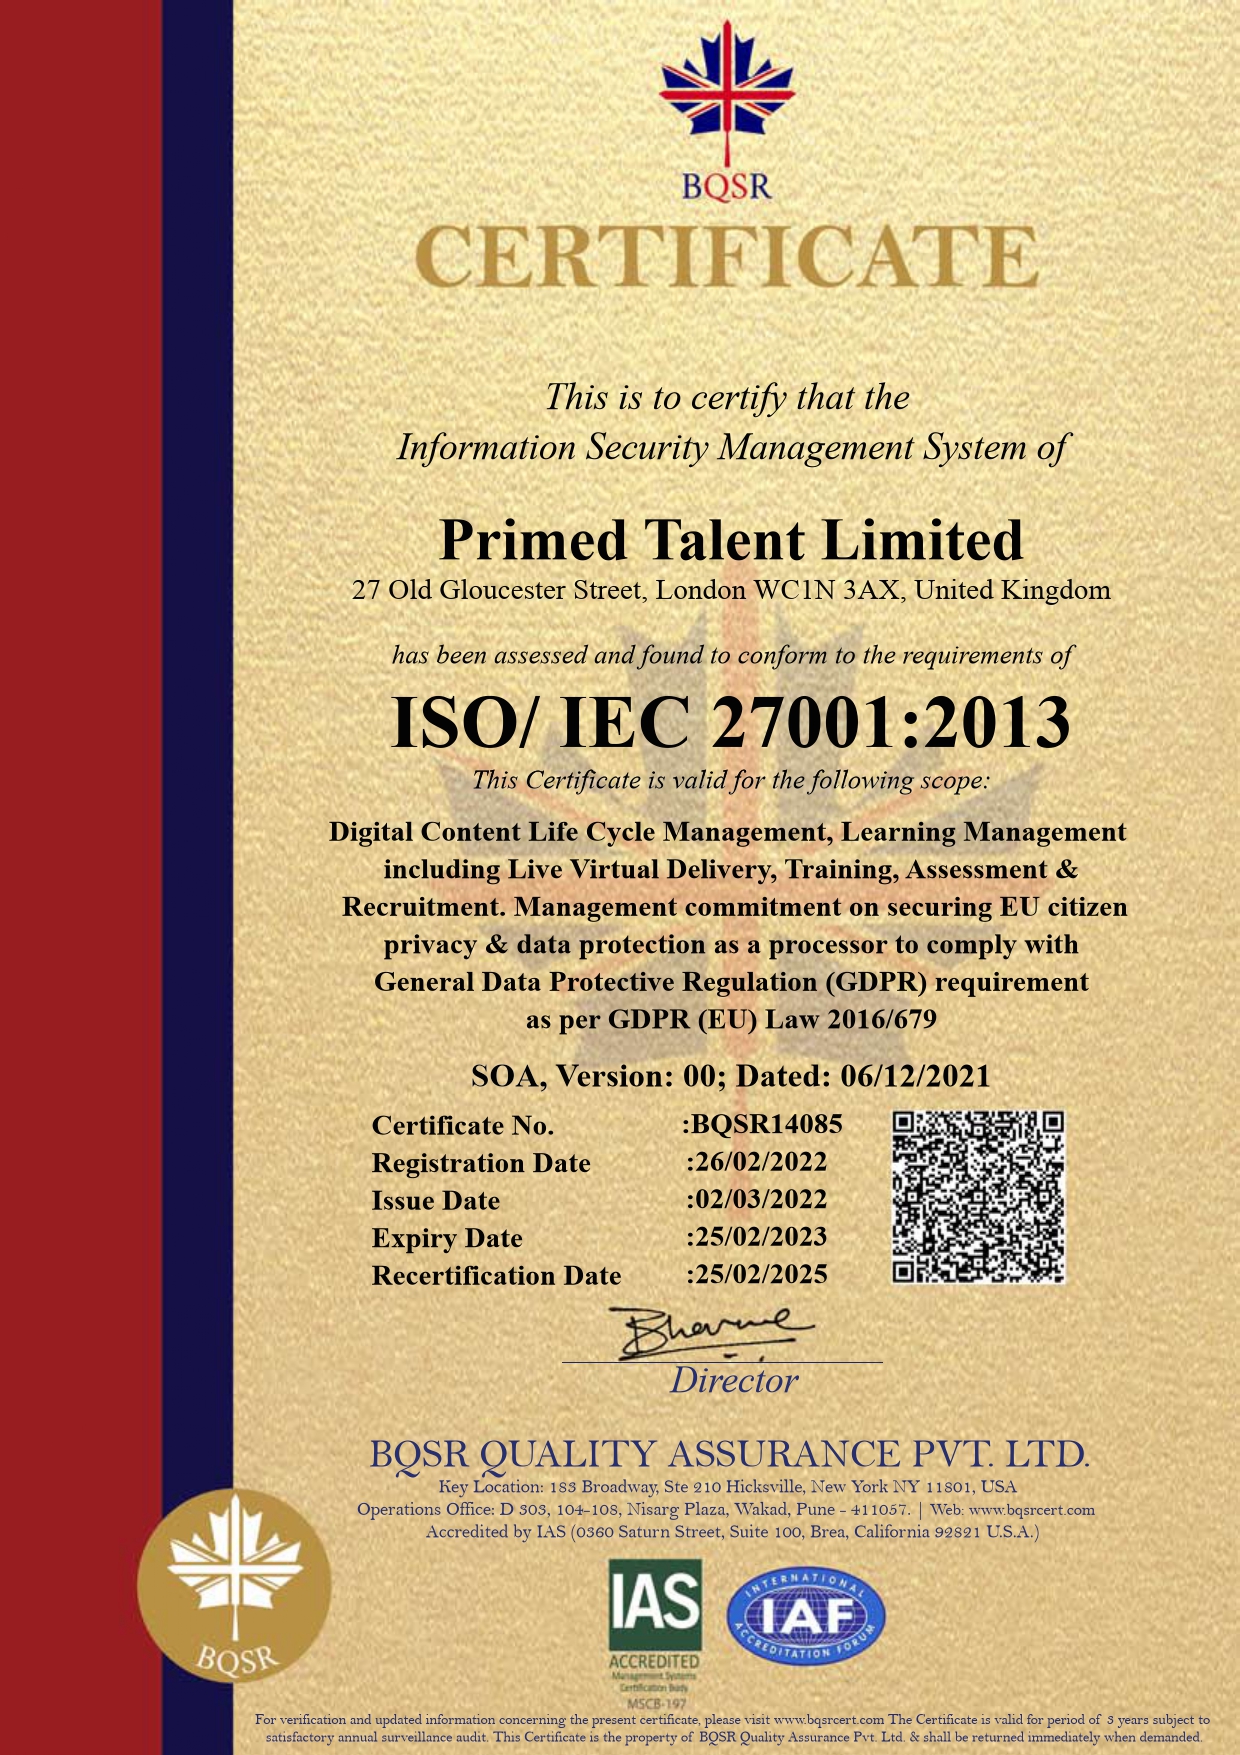 BQSR
CERTIFICATE
This is to certify that the
Information Security Management System of
Primed Talent Limited
27 Old Gloucester Street, London WC1N 3AX, United Kingdom
has been assessed and found to conform to the requirements of
ISO/ IEC 27001:2013
This Certificate is valid for the following scope:
Digital Content Life Cycle Management, Learning Management
including Live Virtual Delivery, Training, Assessment &
Recruitment. Management commitment on securing EU citizen
privacy & data protection as a processor to comply with
General Data Protective Regulation (GDPR) requirement
as per GDPR (EU) Law 2016/679
SOA, Version: 00; Dated: 06/12/2021
Certificate No. :BQSR14085
Registration Date :26/02/2022
Issue Date :02/03/2022
Expiry Date :25/02/2023
Recertification Date :25/02/2025
Director
BQSR QUALITY ASSURANCE PVT. LTD.
Key Location: 183 Broadway, Ste 210 Hicksville, New York NY 11801, USA
Operations Office: D 303, 104-108, Nisarg Plaza, Wakad, Pune - 411057. | Web: www.bqsrcert.com
Accredited by IAS (0360 Saturn Street, Suite 100, Brea, California 92821 U.S.A.)
BQSR
IAS
ACCREDITED
Management Systems
Certification Body
MSCB-197
INTERNATIONAL
IAF
ACCREDITATION FORUM
For verification and updated information concerning the present certificate, please visit www.bqsrcert.com The Certificate is valid for period of 3 years subject to
satisfactory annual surveillance audit. This Certificate is the property of BQSR Quality Assurance Pvt. Ltd. & shall be returned immediately when demanded.